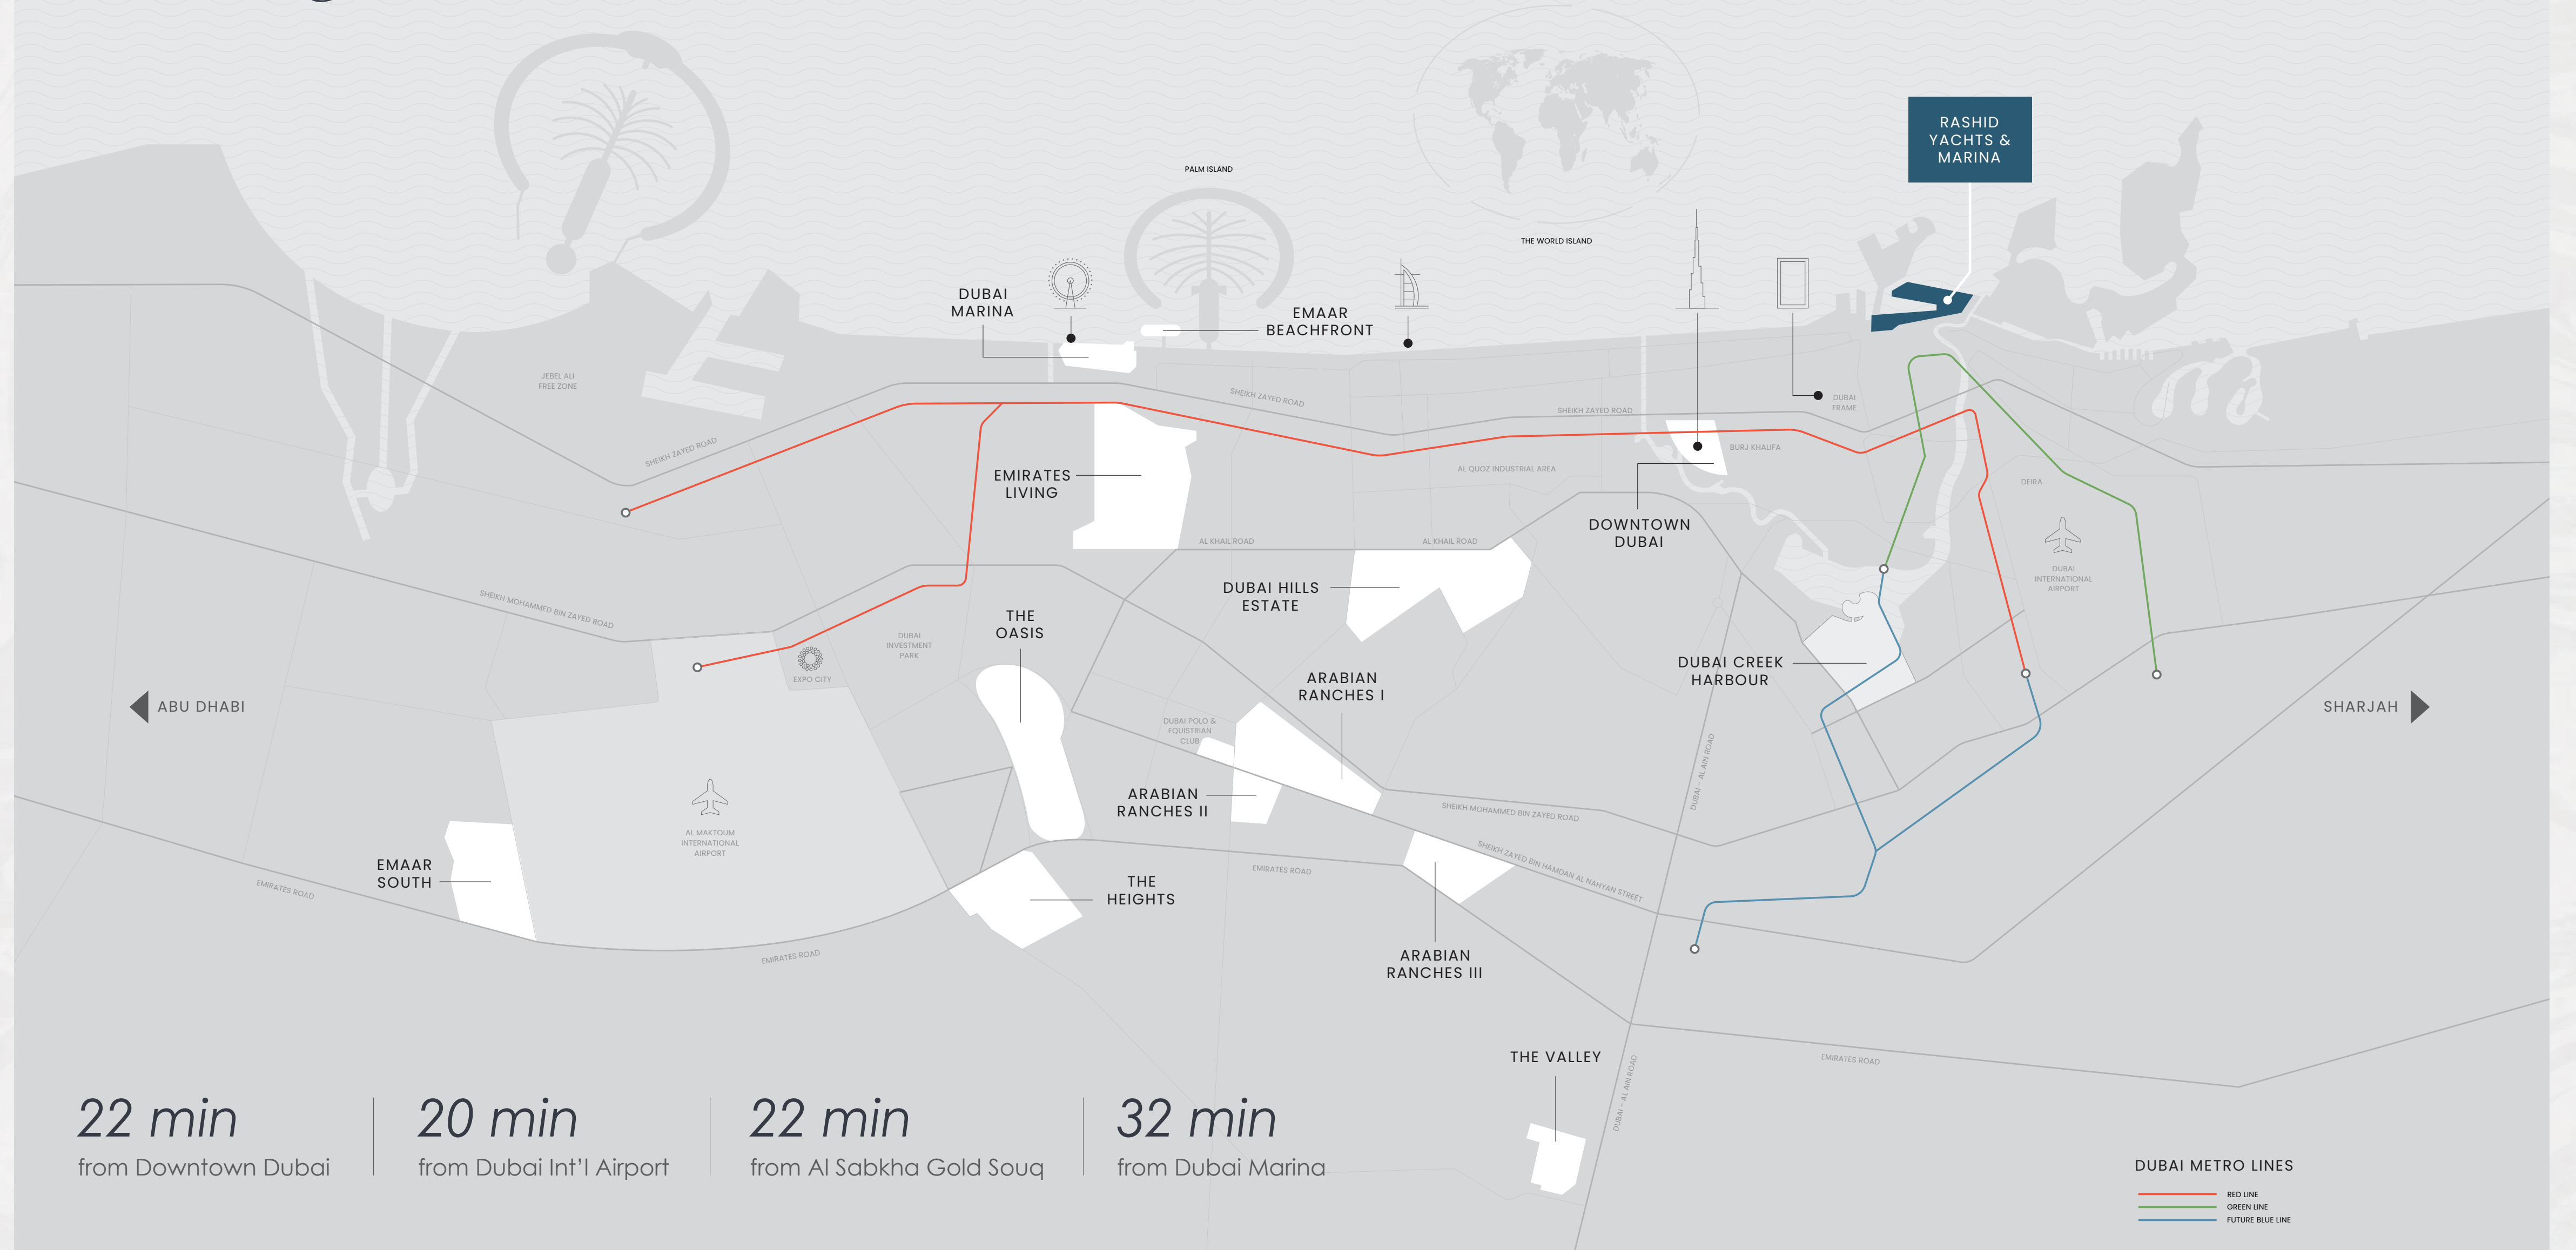 RASHID
YACHTS &
MARINA
PALM ISLAND
THE WORLD ISLAND
DUBAI
MARINA
EMAAR
BEACHFRONT
JEBEL ALI
FREE ZONE
SHEIKH ZAYED ROAD
SHEIKH ZAYED ROAD
SHEIKH ZAYED ROAD
DUBAI
FRAME
BURJ KHALIFA
AL QUOZ INDUSTRIAL AREA
EMIRATES
LIVING
DEIRA
DOWNTOWN
DUBAI
AL KHAIL ROAD
AL KHAIL ROAD
DUBAI
INTERNATIONAL
AIRPORT
DUBAI HILLS
ESTATE
SHEIKH MOHAMMED BIN ZAYED ROAD
THE
OASIS
DUBAI
INVESTMENT
PARK
EXPO CITY
DUBAI CREEK
HARBOUR
ARABIAN
RANCHES I
ABU DHABI
SHARJAH
DUBAI POLO &
EQUISTRIAN
CLUB
DUBAI - AL AIN ROAD
ARABIAN
RANCHES II
SHEIKH MOHAMMED BIN ZAYED ROAD
AL MAKTOUM
INTERNATIONAL
AIRPORT
SHEIKH ZAYED BIN HAMDAN AL NAHYAN STREET
EMAAR
SOUTH
EMIRATES ROAD
EMIRATES ROAD
THE
HEIGHTS
EMIRATES ROAD
ARABIAN
RANCHES III
THE VALLEY
EMIRATES ROAD
DUBAI - AL AIN ROAD
22 min
from Downtown Dubai
20 min
from Dubai Int'l Airport
22 min
from Al Sabkha Gold Souq
32 min
from Dubai Marina
DUBAI METRO LINES
RED LINE
GREEN LINE
FUTURE BLUE LINE